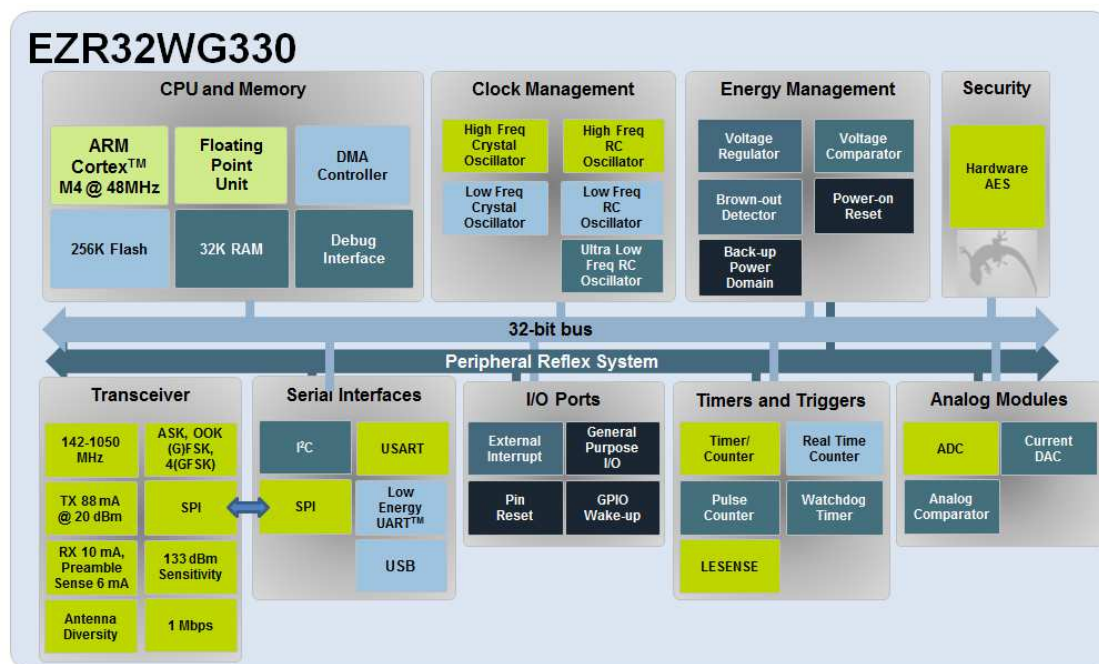 EZR32WG330
CPU and Memory
ARM
Cortex™
M4 @ 48MHz
Floating
Point
Unit
DMA
Controller
256K Flash
32K RAM
Debug
Interface
Clock Management
High Freq
Crystal
Oscillator
High Freq
RC
Oscillator
Low Freq
Crystal
Oscillator
Low Freq
RC
Oscillator
Ultra Low
Freq RC
Oscillator
Energy Management
Voltage
Regulator
Voltage
Comparator
Brown-out
Detector
Power-on
Reset
Back-up
Power
Domain
Security
Hardware
AES
32-bit bus
Peripheral Reflex System
Transceiver
142-1050
MHz
ASK, OOK
(G)FSK,
4(GFSK)
TX 88 mA
@ 20 dBm
SPI
RX 10 mA,
Preamble
Sense 6 mA
133 dBm
Sensitivity
Antenna
Diversity
1 Mbps
Serial Interfaces
I²C
USART
SPI
Low
Energy
UART™
USB
I/O Ports
External
Interrupt
General
Purpose
I/O
Pin
Reset
GPIO
Wake-up
Timers and Triggers
Timer/
Counter
Real Time
Counter
Pulse
Counter
Watchdog
Timer
LESENSE
Analog Modules
ADC
Current
DAC
Analog
Comparator